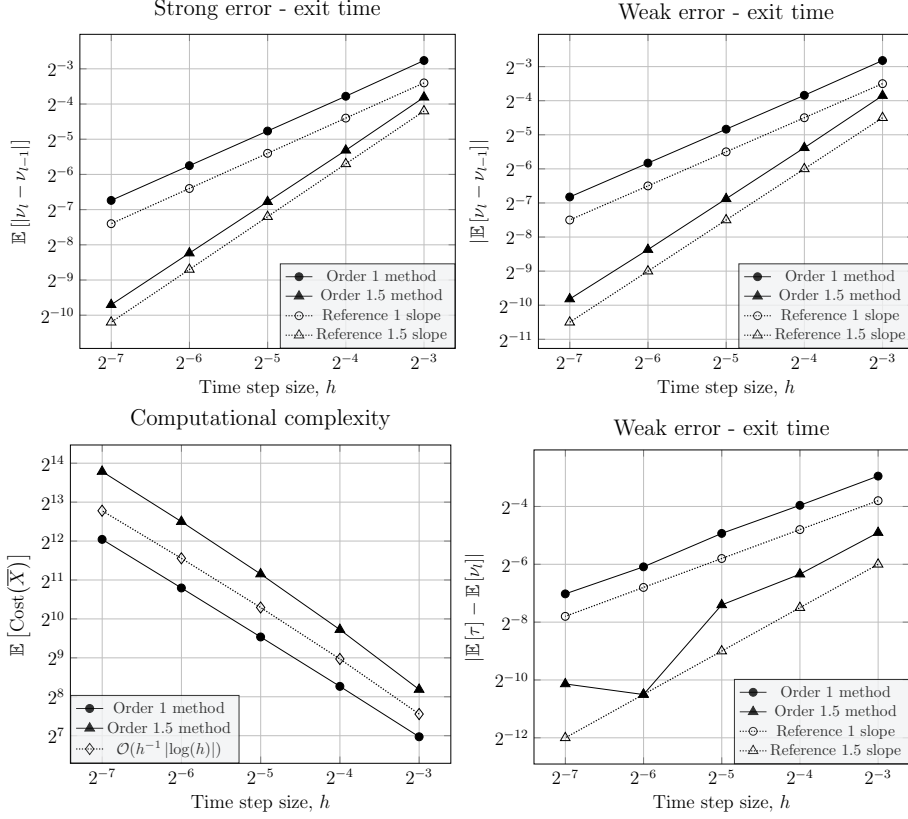 Strong error - exit time
𝔼 [|ν_l − ν_{l−1}|]
2^{−3}
2^{−4}
2^{−5}
2^{−6}
2^{−7}
2^{−8}
2^{−9}
2^{−10}
Order 1 method
Order 1.5 method
Reference 1 slope
Reference 1.5 slope
2^{−7} 2^{−6} 2^{−5} 2^{−4} 2^{−3}
Time step size, h
Weak error - exit time
|𝔼 [ν_l − ν_{l−1}]|
2^{−3}
2^{−4}
2^{−5}
2^{−6}
2^{−7}
2^{−8}
2^{−9}
2^{−10}
2^{−11}
Order 1 method
Order 1.5 method
Reference 1 slope
Reference 1.5 slope
2^{−7} 2^{−6} 2^{−5} 2^{−4} 2^{−3}
Time step size, h
Computational complexity
𝔼 [Cost(X̅)]
2^{14}
2^{13}
2^{12}
2^{11}
2^{10}
2^{9}
2^{8}
2^{7}
Order 1 method
Order 1.5 method
𝒪(h^{−1} |log(h)|)
2^{−7} 2^{−6} 2^{−5} 2^{−4} 2^{−3}
Time step size, h
Weak error - exit time
|𝔼 [τ] − 𝔼 [ν_l]|
2^{−4}
2^{−6}
2^{−8}
2^{−10}
2^{−12}
Order 1 method
Order 1.5 method
Reference 1 slope
Reference 1.5 slope
2^{−7} 2^{−6} 2^{−5} 2^{−4} 2^{−3}
Time step size, h